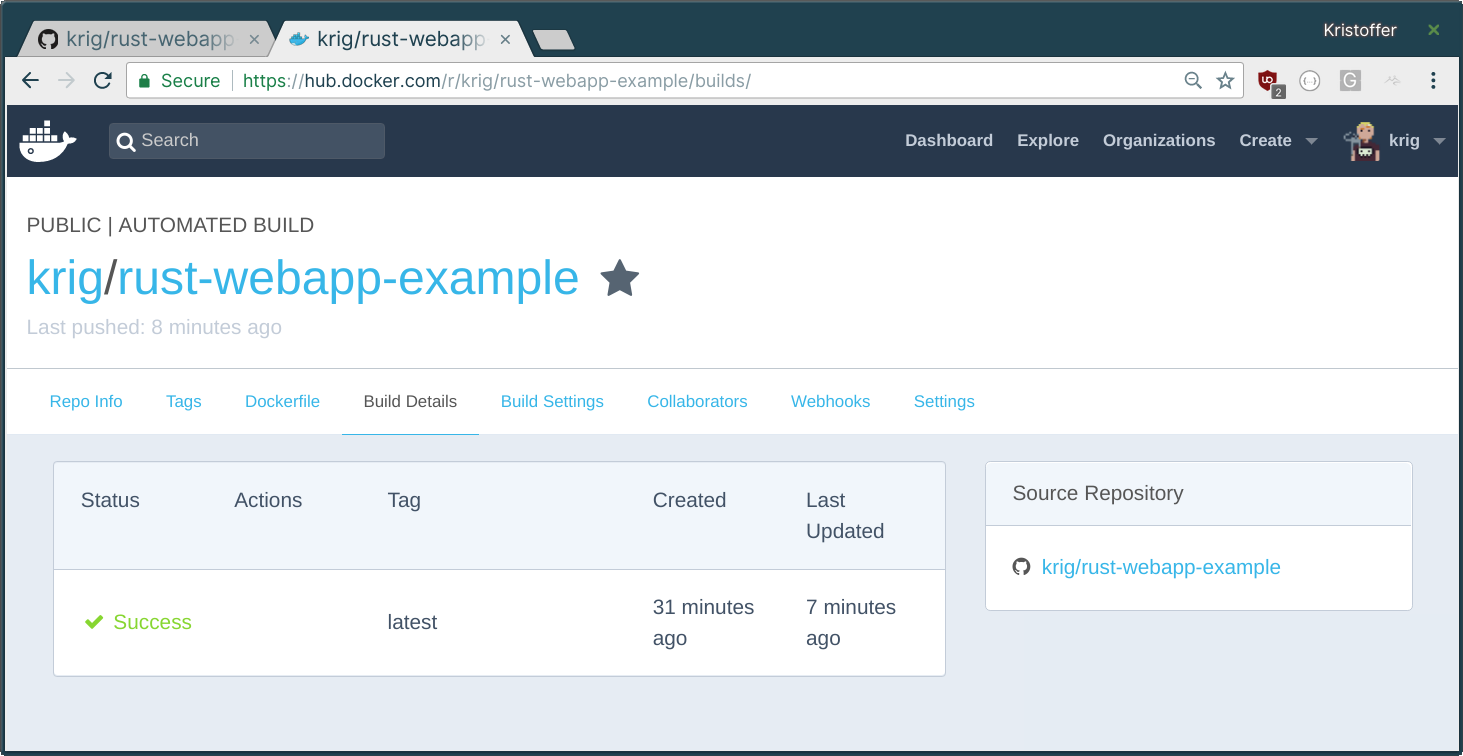 krig/rust-webapp
krig/rust-webapp
Kristoffer
Secure
https://hub.docker.com/r/krig/rust-webapp-example/builds/
2
G
Search
Dashboard
Explore
Organizations
Create
krig
PUBLIC | AUTOMATED BUILD
krig/rust-webapp-example
Last pushed: 8 minutes ago
Repo Info
Tags
Dockerfile
Build Details
Build Settings
Collaborators
Webhooks
Settings
Status
Actions
Tag
Created
Last
Updated
Success
latest
31 minutes
ago
7 minutes
ago
Source Repository
krig/rust-webapp-example